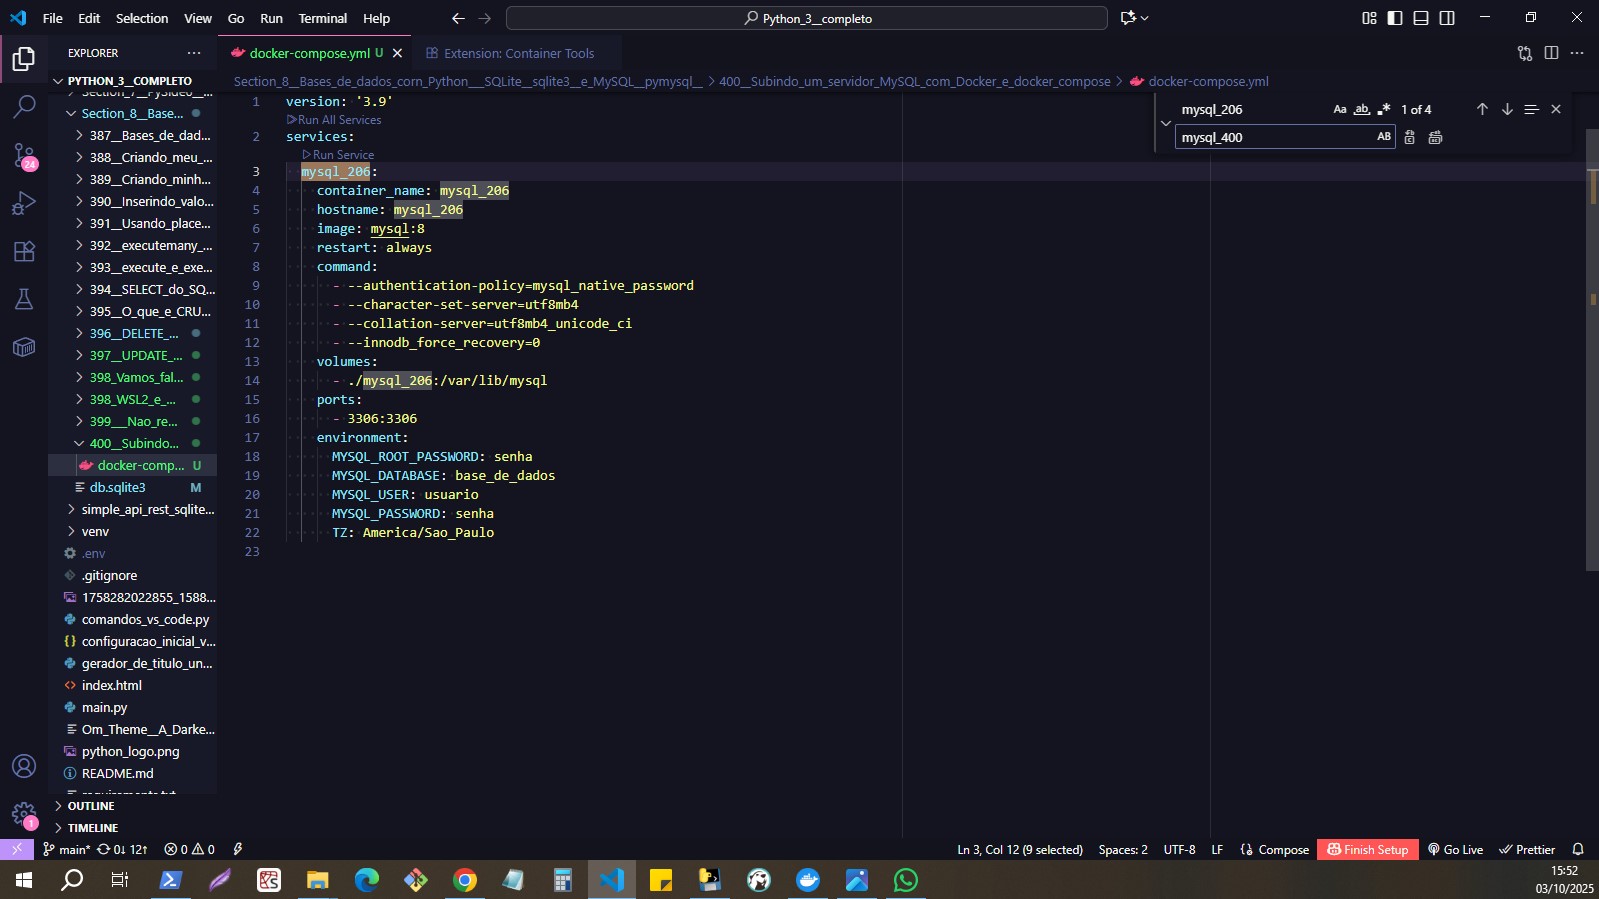 File Edit Selection View Go Run Terminal Help
Python_3__completo
EXPLORER
docker-compose.yml U
Extension: Container Tools
PYTHON_3__COMPLETO
Section_8__Bases_de_dados_com_Python___SQLite__sqlite3__e_MySQL__pymysql__ > 400__Subindo_um_servidor_MySQL_com_Docker_e_docker_compose > docker-compose.yml
Section_8__Base...
387__Bases_de_dad...
388__Criando_meu_...
389__Criando_minh...
390__Inserindo_valo...
391__Usando_place...
392__executemany_...
393__execute_e_exe...
394__SELECT_do_SQ...
395__O_que_e_CRU...
396__DELETE_...
397__UPDATE_...
398_Vamos_fal...
398_WSL2_e_...
399___Nao_re...
400__Subindo...
docker-comp... U
db.sqlite3 M
simple_api_rest_sqlite...
venv
.env
.gitignore
1758282022855_1588...
comandos_vs_code.py
configuracao_inicial_v...
gerador_de_titulo_un...
index.html
main.py
Om_Theme__A_Darke...
python_logo.png
README.md
OUTLINE
TIMELINE
24
1
1 version: '3.9'
Run All Services
2 services:
Run Service
3 mysql_206:
4 container_name: mysql_206
5 hostname: mysql_206
6 image: mysql:8
7 restart: always
8 command:
9 - --authentication-policy=mysql_native_password
10 - --character-set-server=utf8mb4
11 - --collation-server=utf8mb4_unicode_ci
12 - --innodb_force_recovery=0
13 volumes:
14 - ./mysql_206:/var/lib/mysql
15 ports:
16 - 3306:3306
17 environment:
18 MYSQL_ROOT_PASSWORD: senha
19 MYSQL_DATABASE: base_de_dados
20 MYSQL_USER: usuario
21 MYSQL_PASSWORD: senha
22 TZ: America/Sao_Paulo
23
mysql_206 Aa ab .* 1 of 4
mysql_400 AB
main* 0↓ 12↑ 0 0
Ln 3, Col 12 (9 selected) Spaces: 2 UTF-8 LF Compose Finish Setup Go Live Prettier
15:52
03/10/2025